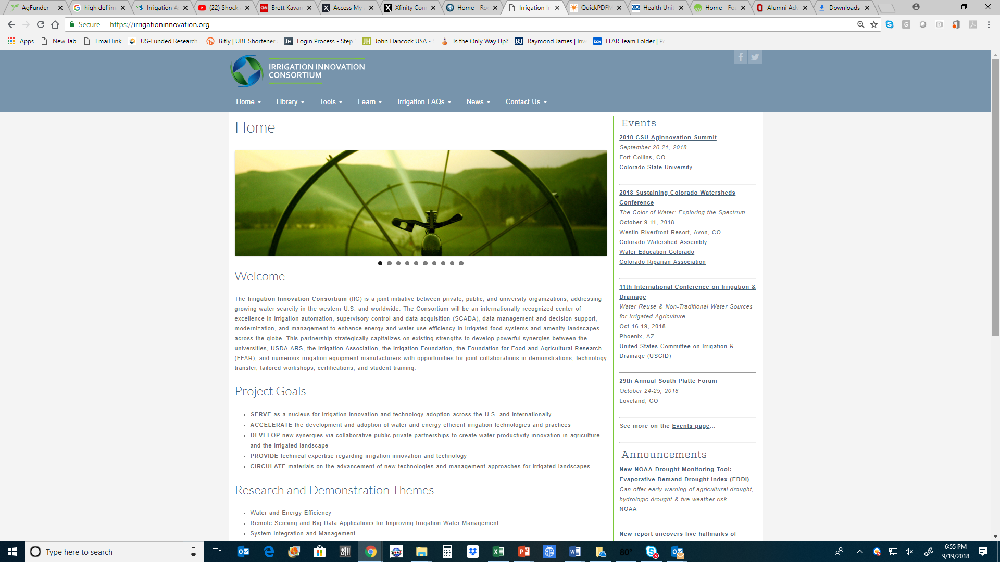 AgFunder -
high def im
Irrigation A
(22) Shock
CNN Brett Kavan
Access My
Xfinity Con
Home - Ro
Irrigation In
QuickPDFM
CDC Health Unit
Home - Fo
Alumni Adv
Downloads
Secure https://irrigationinnovation.org
Apps
New Tab
Email link
US-Funded Research
Bitly | URL Shortener
JH Login Process - Step
JH John Hancock USA -
Is the Only Way Up?
RJ Raymond James | Inv
box FFAR Team Folder |
IRRIGATION INNOVATION
CONSORTIUM
Home
Library
Tools
Learn
Irrigation FAQs
News
Contact Us
Home
Welcome
The Irrigation Innovation Consortium (IIC) is a joint initiative between private, public, and university organizations, addressing
growing water scarcity in the western U.S. and worldwide. The Consortium will be an internationally recognized center of
excellence in irrigation automation, supervisory control and data acquisition (SCADA), data management and decision support,
modernization, and management to enhance energy and water use efficiency in irrigated food systems and amenity landscapes
across the globe. This partnership strategically capitalizes on existing strengths to develop powerful synergies between the
universities, USDA-ARS, the Irrigation Association, the Irrigation Foundation, the Foundation for Food and Agricultural Research
(FFAR), and numerous irrigation equipment manufacturers with opportunities for joint collaborations in demonstrations, technology
transfer, tailored workshops, certifications, and student training.
Project Goals
• SERVE as a nucleus for irrigation innovation and technology adoption across the U.S. and internationally
• ACCELERATE the development and adoption of water and energy efficient irrigation technologies and practices
• DEVELOP new synergies via collaborative public-private partnerships to create water productivity innovation in agriculture
and the irrigated landscape
• PROVIDE technical expertise regarding irrigation innovation and technology
• CIRCULATE materials on the advancement of new technologies and management approaches for irrigated landscapes
Research and Demonstration Themes
• Water and Energy Efficiency
• Remote Sensing and Big Data Applications for Improving Irrigation Water Management
• System Integration and Management
Events
2018 CSU AgInnovation Summit
September 20-21, 2018
Fort Collins, CO
Colorado State University
2018 Sustaining Colorado Watersheds
Conference
The Color of Water: Exploring the Spectrum
October 9-11, 2018
Westin Riverfront Resort, Avon, CO
Colorado Watershed Assembly
Water Education Colorado
Colorado Riparian Association
11th International Conference on Irrigation &
Drainage
Water Reuse & Non-Traditional Water Sources
for Irrigated Agriculture
Oct 16-19, 2018
Phoenix, AZ
United States Committee on Irrigation &
Drainage (USCID)
29th Annual South Platte Forum
October 24-25, 2018
Loveland, CO
See more on the Events page...
Announcements
New NOAA Drought Monitoring Tool:
Evaporative Demand Drought Index (EDDI)
Can offer early warning of agricultural drought,
hydrologic drought & fire-weather risk
NOAA
New report uncovers five hallmarks of
Type here to search
80°
6:55 PM
9/19/2018